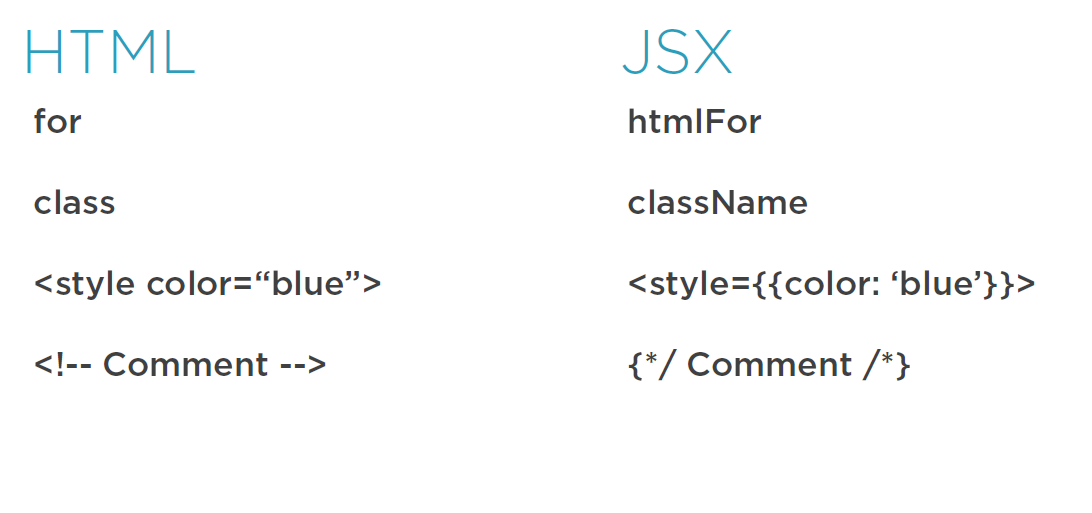 HTML
for
class
<style color=“blue”>
<!-- Comment -->
JSX
htmlFor
className
<style={{color: ‘blue’}}>
{*/ Comment /*}